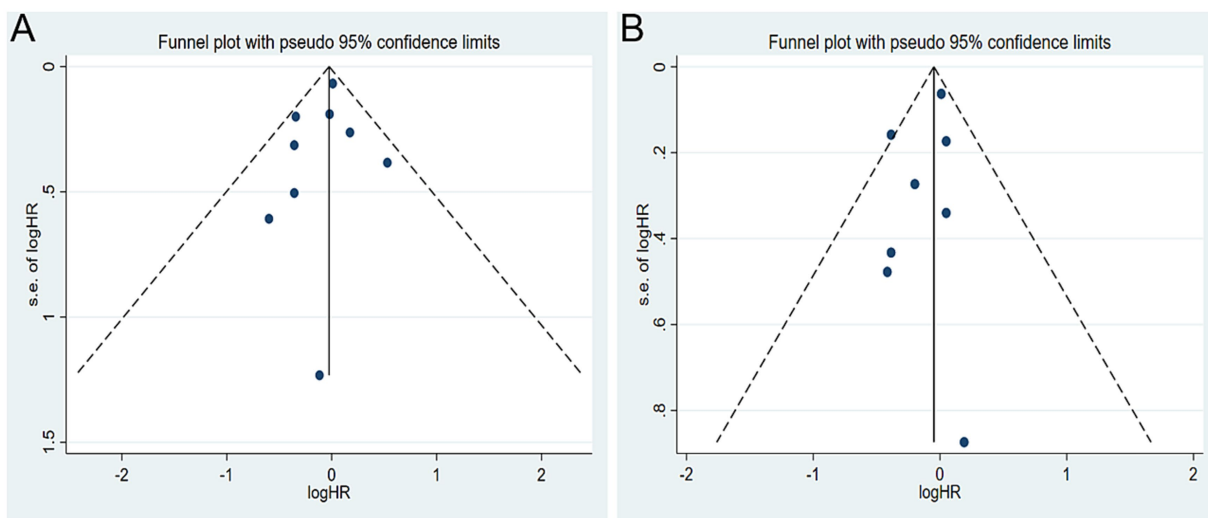 A
Funnel plot with pseudo 95% confidence limits
s.e. of logHR
0
.5
1
1.5
-2
-1
0
1
2
logHR
B
Funnel plot with pseudo 95% confidence limits
s.e. of logHR
0
.2
.4
.6
.8
-2
-1
0
1
2
logHR